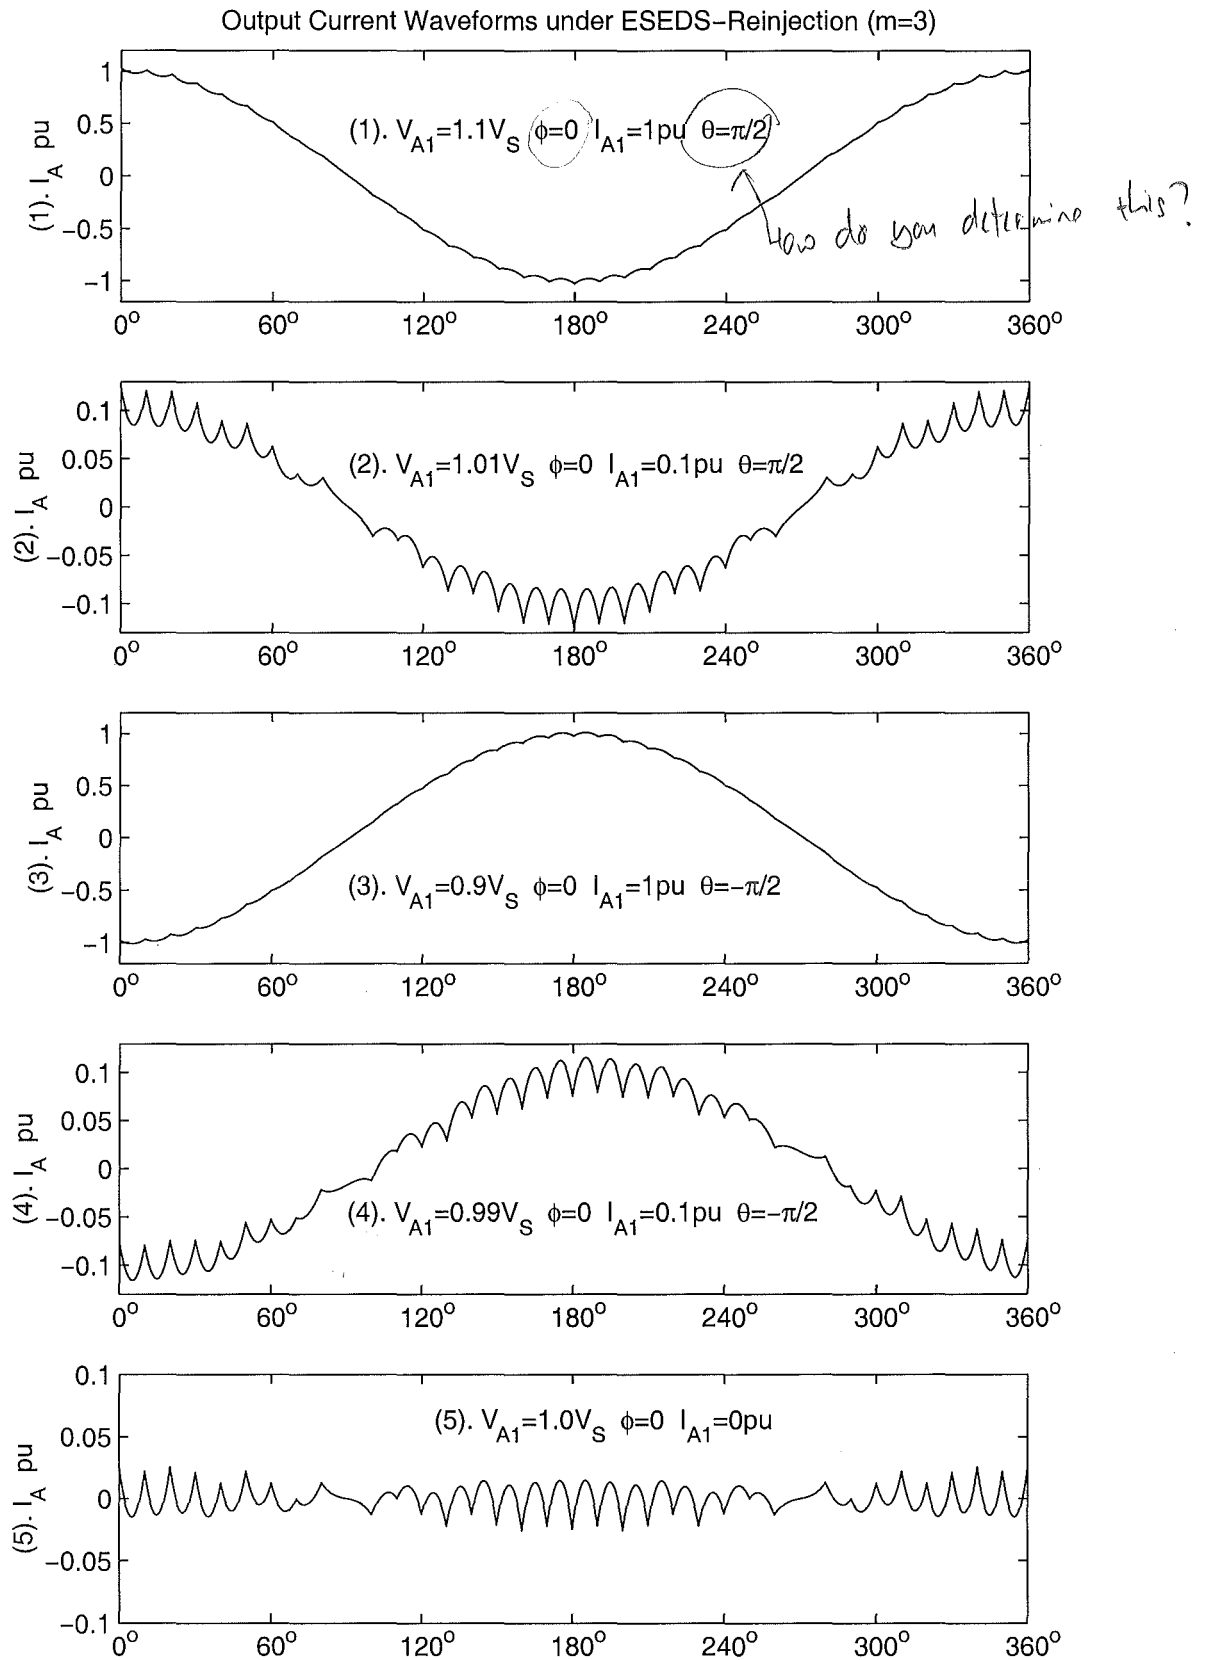 Output Current Waveforms under ESEDS−Reinjection (m=3)
(1). I_A pu
1
0.5
0
−0.5
−1
(1). V_A1=1.1V_S ϕ=0 I_A1=1pu θ=π/2
How do you determine this?
0° 60° 120° 180° 240° 300° 360°
(2). I_A pu
0.1
0.05
0
−0.05
−0.1
(2). V_A1=1.01V_S ϕ=0 I_A1=0.1pu θ=π/2
0° 60° 120° 180° 240° 300° 360°
(3). I_A pu
1
0.5
0
−0.5
−1
(3). V_A1=0.9V_S ϕ=0 I_A1=1pu θ=−π/2
0° 60° 120° 180° 240° 300° 360°
(4). I_A pu
0.1
0.05
0
−0.05
−0.1
(4). V_A1=0.99V_S ϕ=0 I_A1=0.1pu θ=−π/2
0° 60° 120° 180° 240° 300° 360°
(5). I_A pu
0.1
0.05
0
−0.05
−0.1
(5). V_A1=1.0V_S ϕ=0 I_A1=0pu
0° 60° 120° 180° 240° 300° 360°